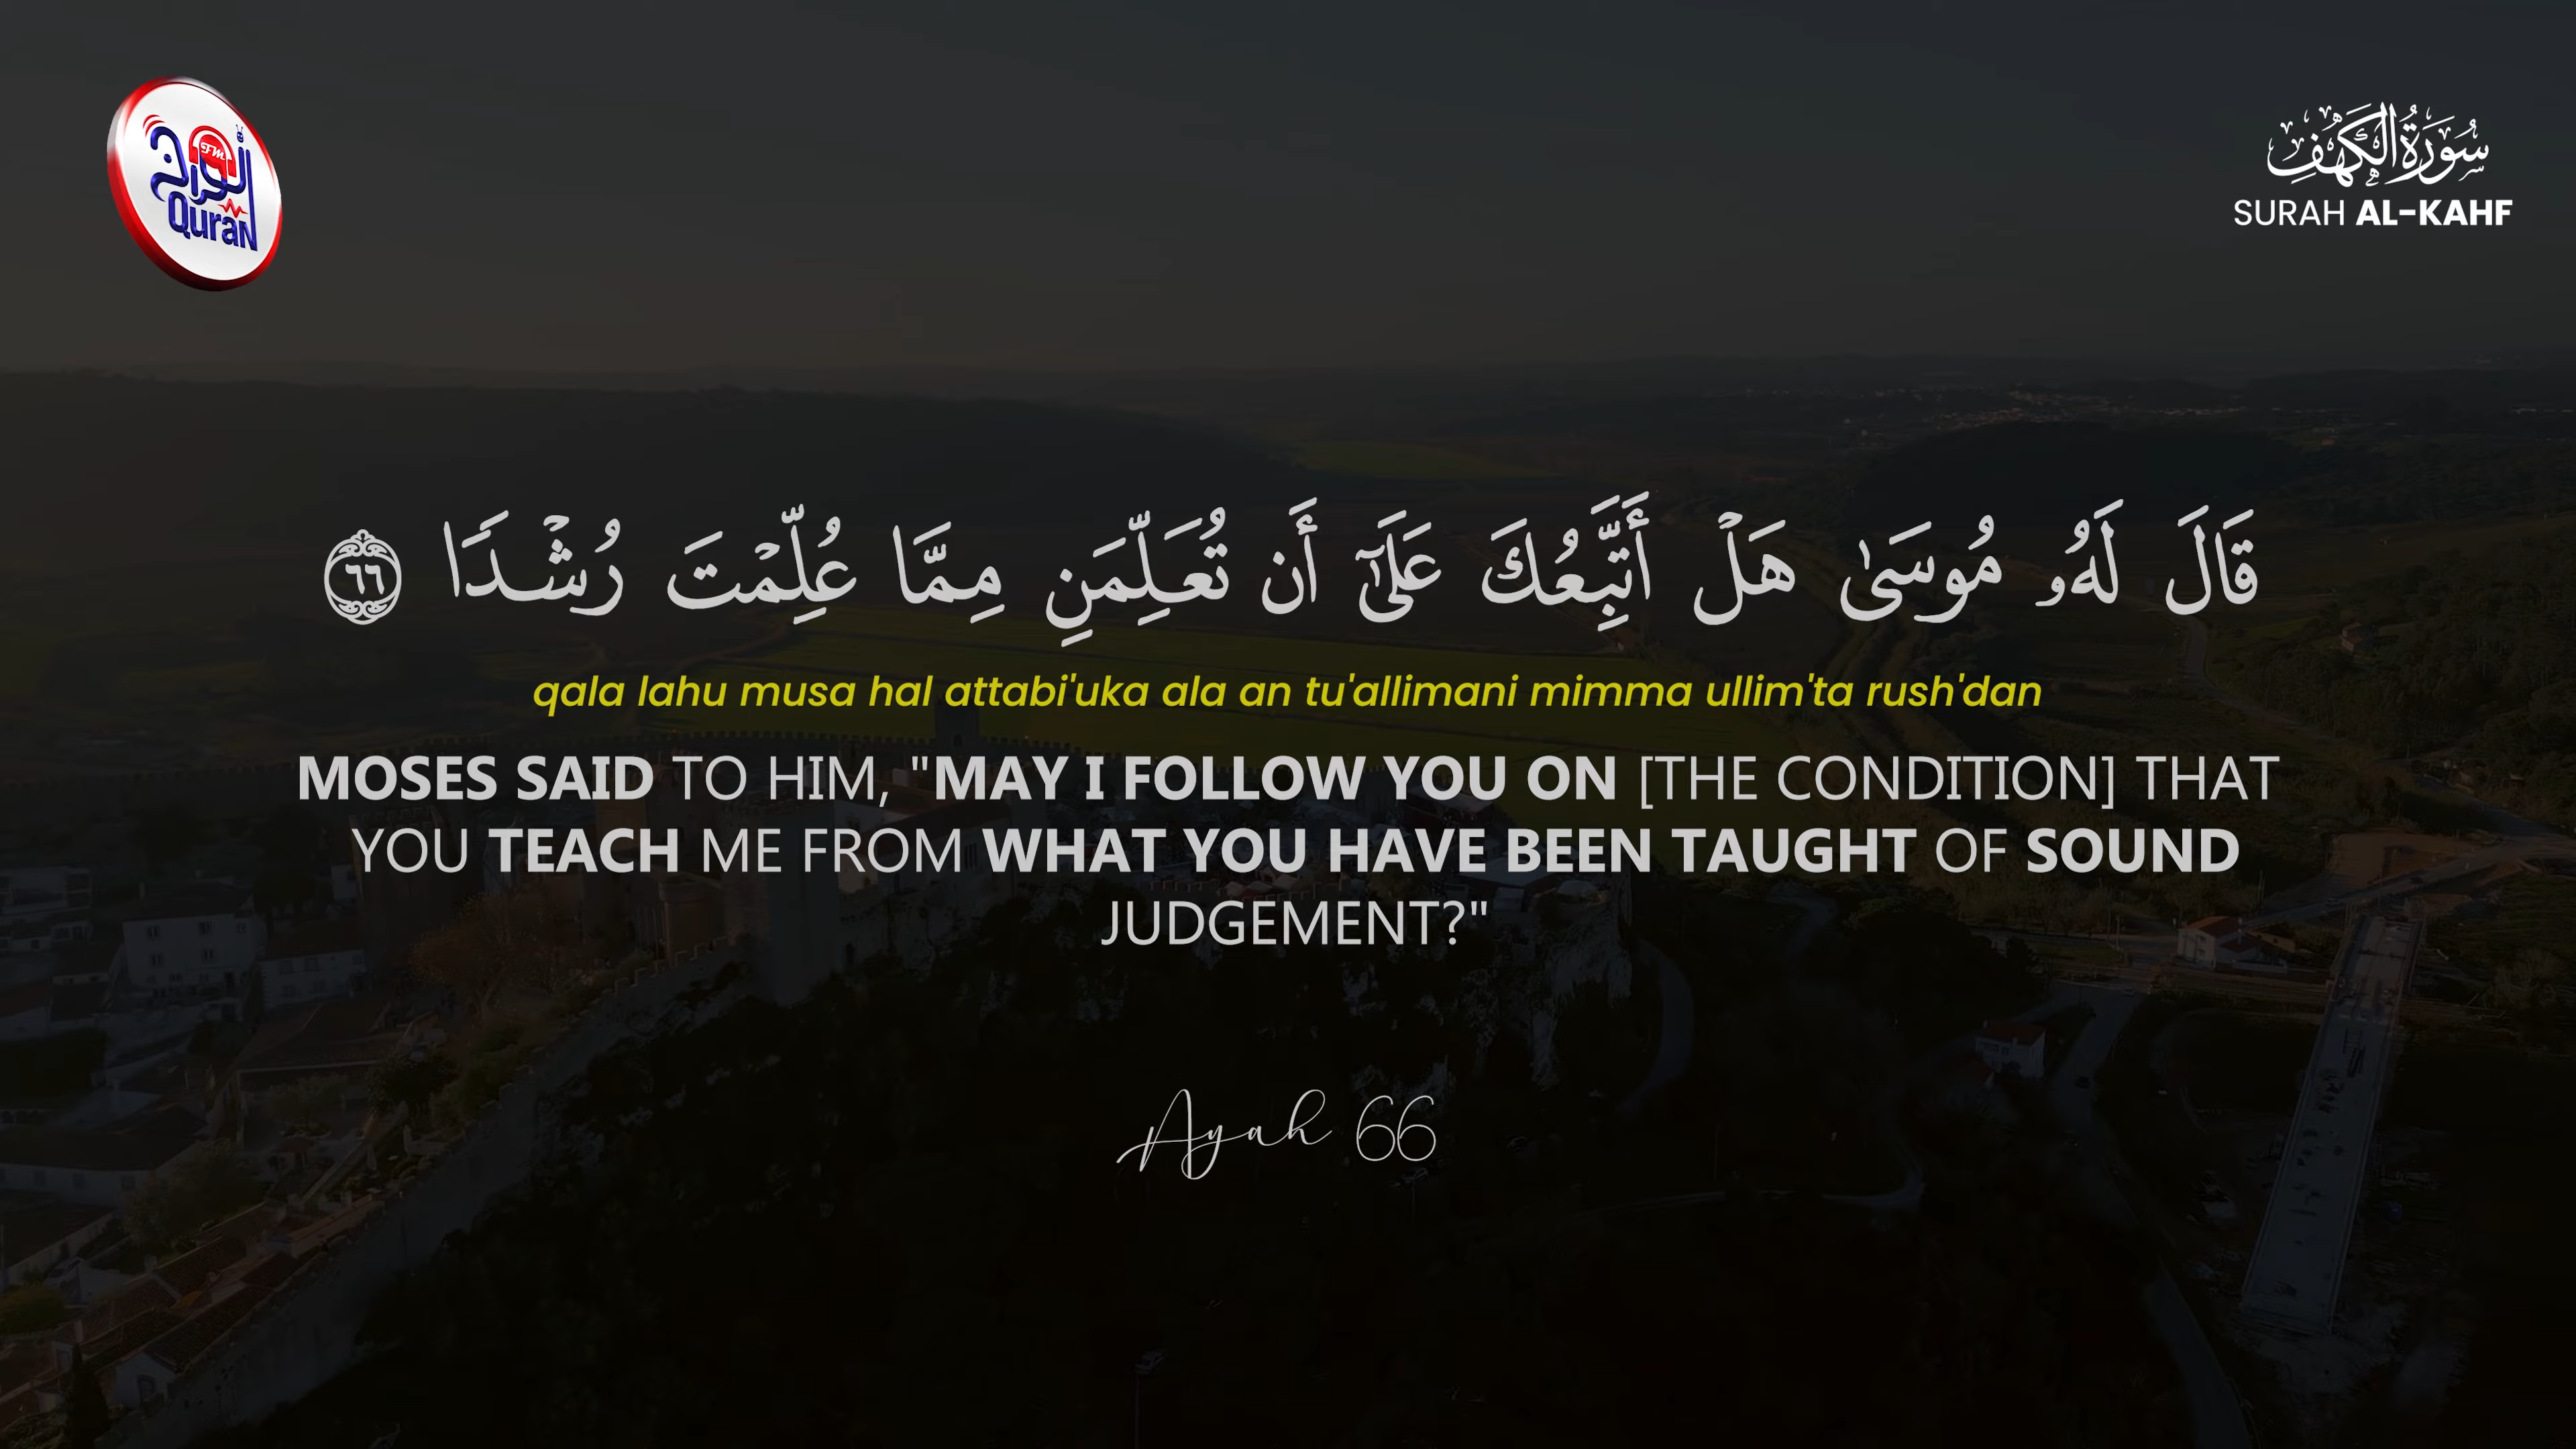 FM
Quran
سُورَةُ الْكَهْفِ
SURAH AL-KAHF
قَالَ لَهُۥ مُوسَىٰ هَلْ أَتَّبِعُكَ عَلَىٰٓ أَن تُعَلِّمَنِ مِمَّا عُلِّمْتَ رُشْدًا ٦٦
qala lahu musa hal attabi'uka ala an tu'allimani mimma ullim'ta rush'dan
MOSES SAID TO HIM, "MAY I FOLLOW YOU ON [THE CONDITION] THAT
YOU TEACH ME FROM WHAT YOU HAVE BEEN TAUGHT OF SOUND
JUDGEMENT?"
Ayah 66